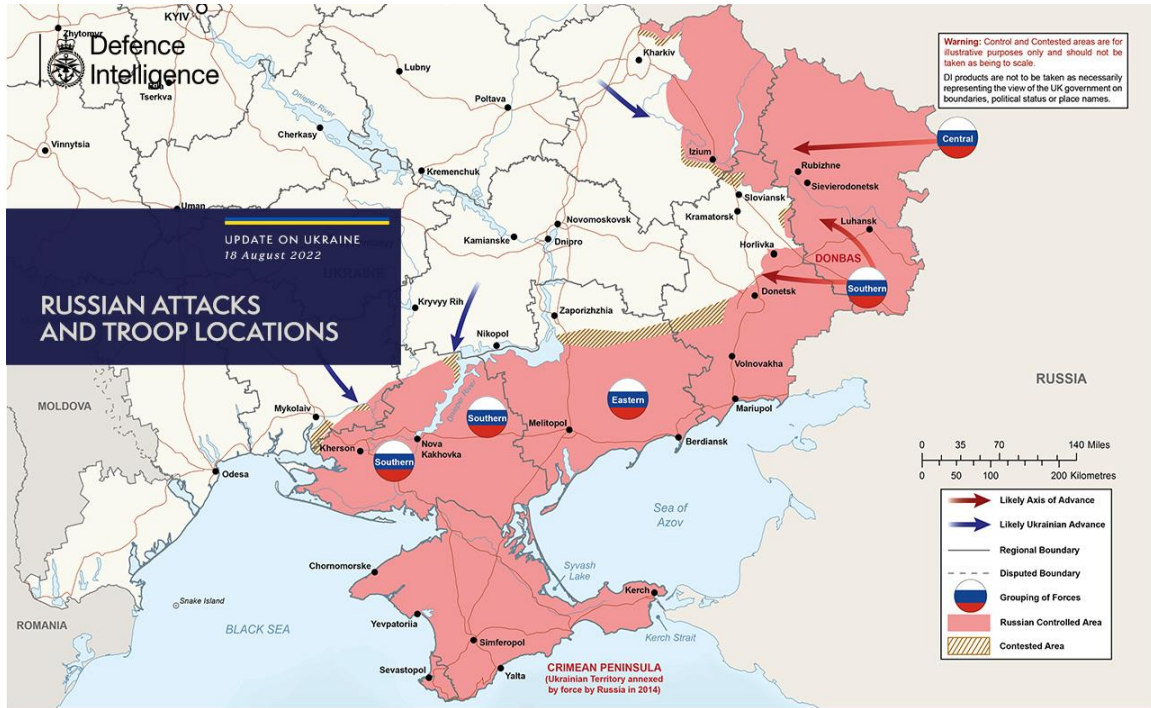 KYIV
Zhytomyr
Defence
Intelligence
Tserkva
Lubny
Kharkiv
Warning: Control and Contested areas are for
illustrative purposes only and should not be
taken as being to scale.
DI products are not to be taken as necessarily
representing the view of the UK government on
boundaries, political status or place names.
Dnieper River
Poltava
Cherkasy
Vinnytsia
Central
Izium
Rubizhne
Kremenchuk
Sievierodonetsk
Sloviansk
Uman
Kramatorsk
Novomoskovsk
Luhansk
UPDATE ON UKRAINE
18 August 2022
Kamianske
Dnipro
Horlivka
DONBAS
UKRAINE
Southern
Donetsk
RUSSIAN ATTACKS
AND TROOP LOCATIONS
Kryvyy Rih
Zaporizhzhia
Nikopol
Volnovakha
RUSSIA
MOLDOVA
Dnieper River
Mykolaiv
Southern
Eastern
Mariupol
Melitopol
Berdiansk
Kherson
Nova
Kakhovka
Southern
Odesa
0 35 70 140 Miles
0 50 100 200 Kilometres
Sea of
Azov
Likely Axis of Advance
Likely Ukrainian Advance
Regional Boundary
Disputed Boundary
Grouping of Forces
Russian Controlled Area
Contested Area
Chornomorske
Syvash
Lake
Kerch
Snake Island
Yevpatoriia
ROMANIA
BLACK SEA
Kerch Strait
Simferopol
Sevastopol
Yalta
CRIMEAN PENINSULA
(Ukrainian Territory annexed
by force by Russia in 2014)